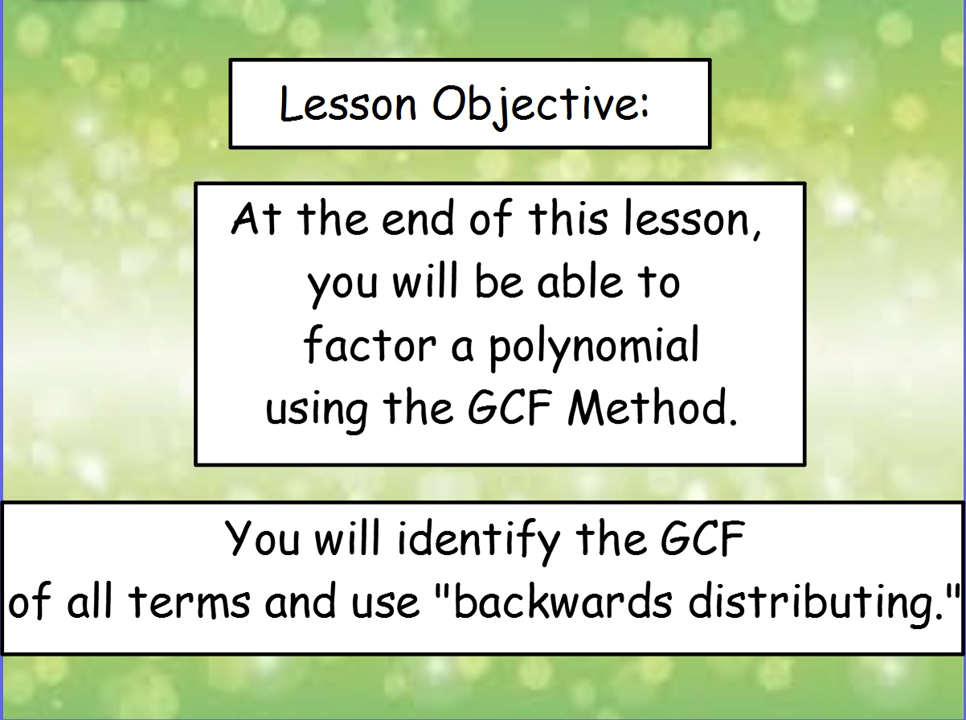 Lesson Objective:
At the end of this lesson,
you will be able to
factor a polynomial
using the GCF Method.
You will identify the GCF
of all terms and use "backwards distributing."